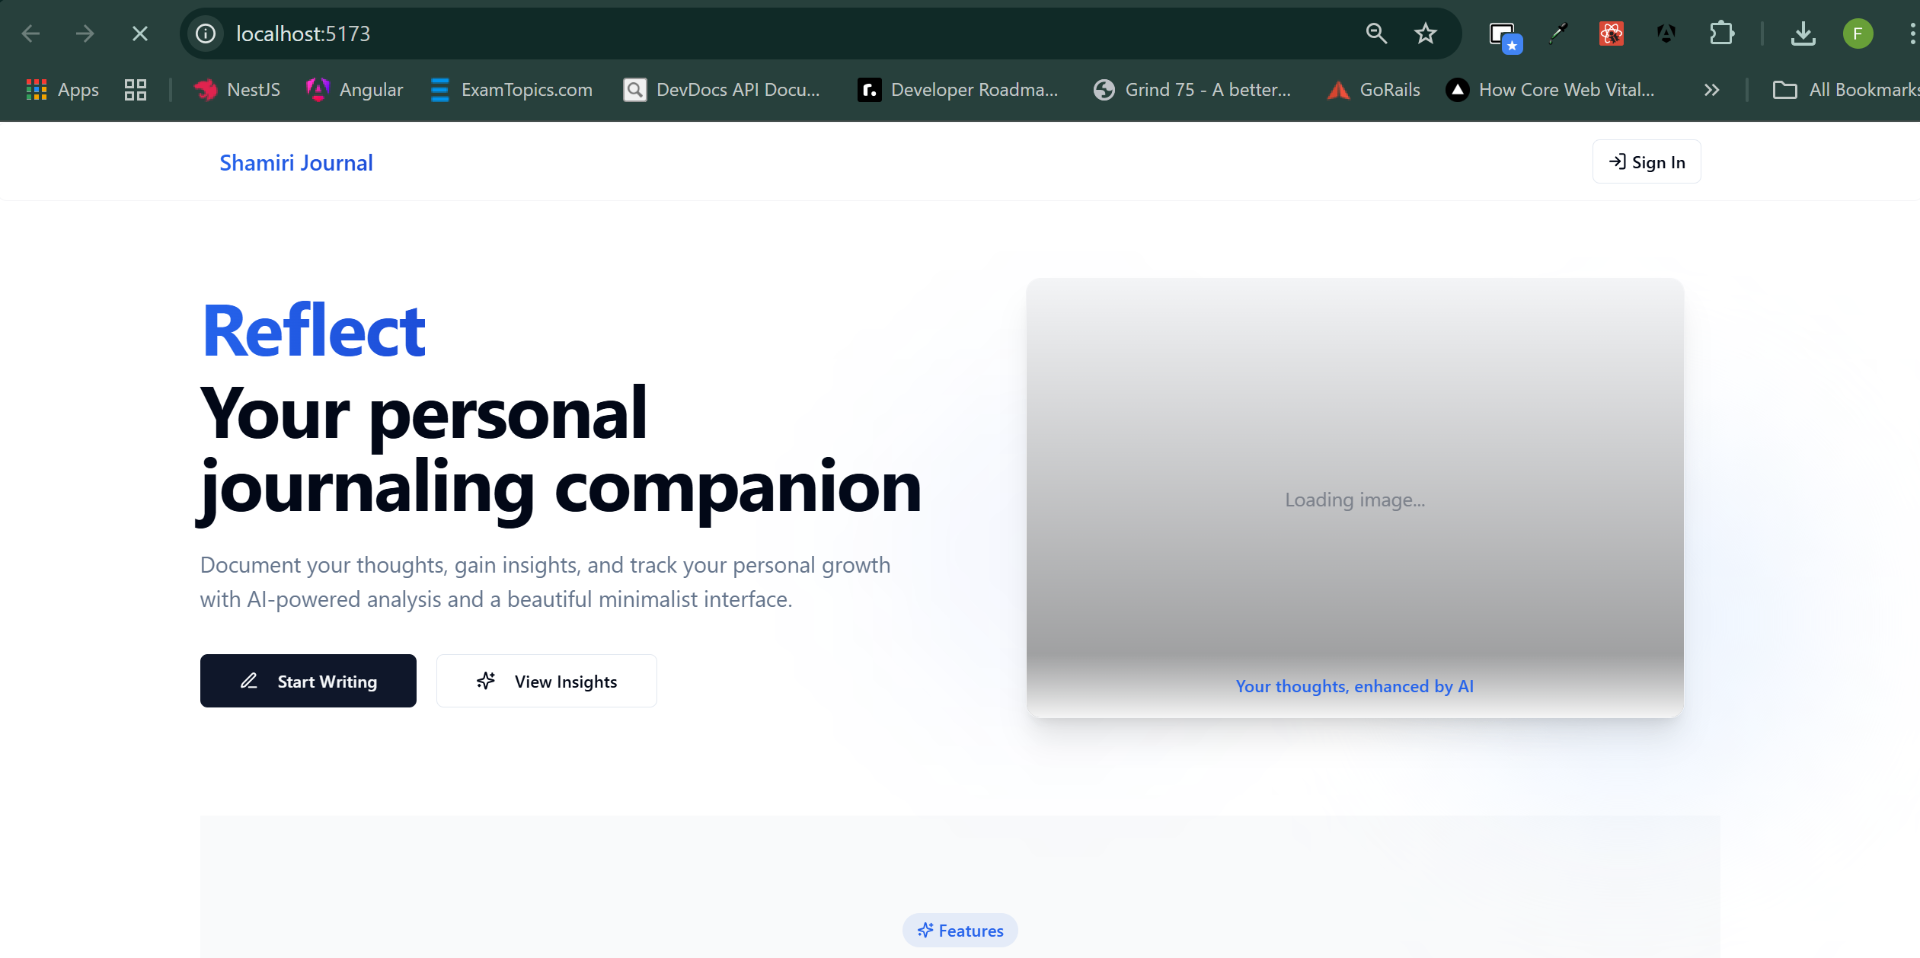 localhost:5173
F
Apps
NestJS
Angular
ExamTopics.com
DevDocs API Docu...
r.
Developer Roadma...
Grind 75 - A better...
GoRails
How Core Web Vital...
All Bookmarks
Shamiri Journal
Sign In
Reflect
Your personal
journaling companion
Document your thoughts, gain insights, and track your personal growth
with AI-powered analysis and a beautiful minimalist interface.
Start Writing
View Insights
Loading image...
Your thoughts, enhanced by AI
Features